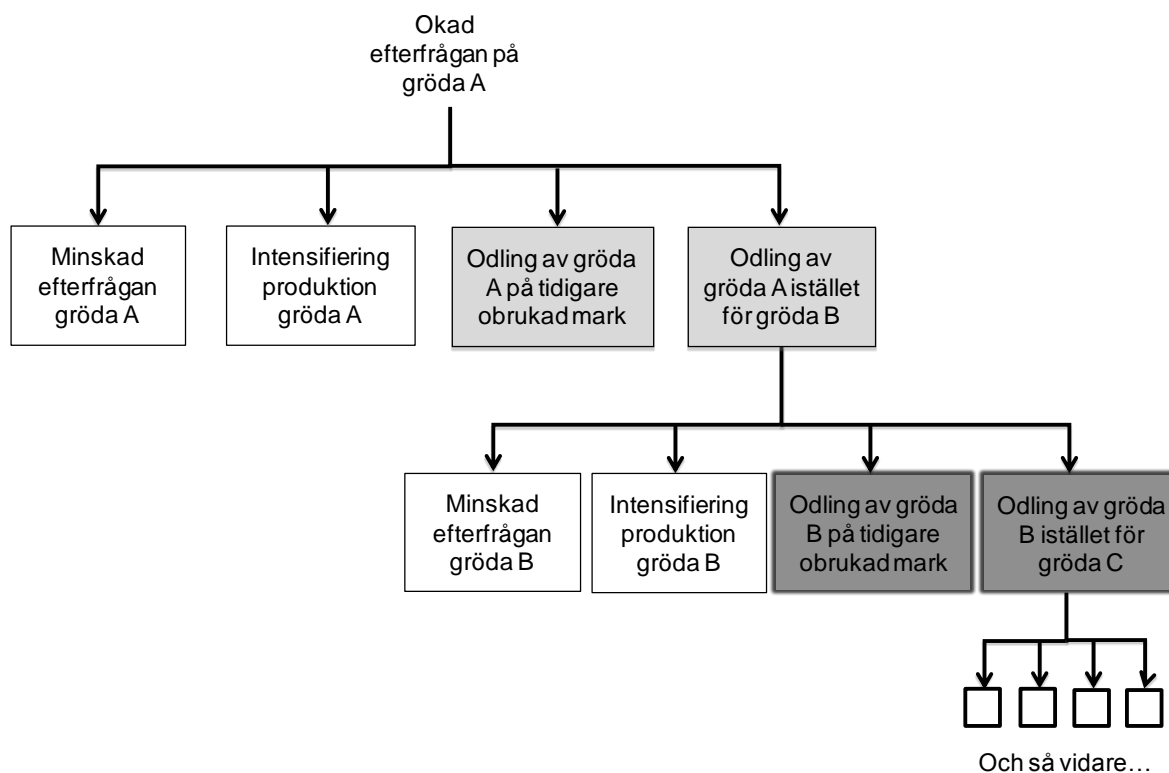 Okad
efterfrågan på
gröda A
Minskad
efterfrågan
gröda A
Intensifiering
produktion
gröda A
Odling av gröda
A på tidigare
obrukad mark
Odling av
gröda A istället
för gröda B
Minskad
efterfrågan
gröda B
Intensifiering
produktion
gröda B
Odling av gröda
B på tidigare
obrukad mark
Odling av gröda
B istället för
gröda C
Och så vidare…